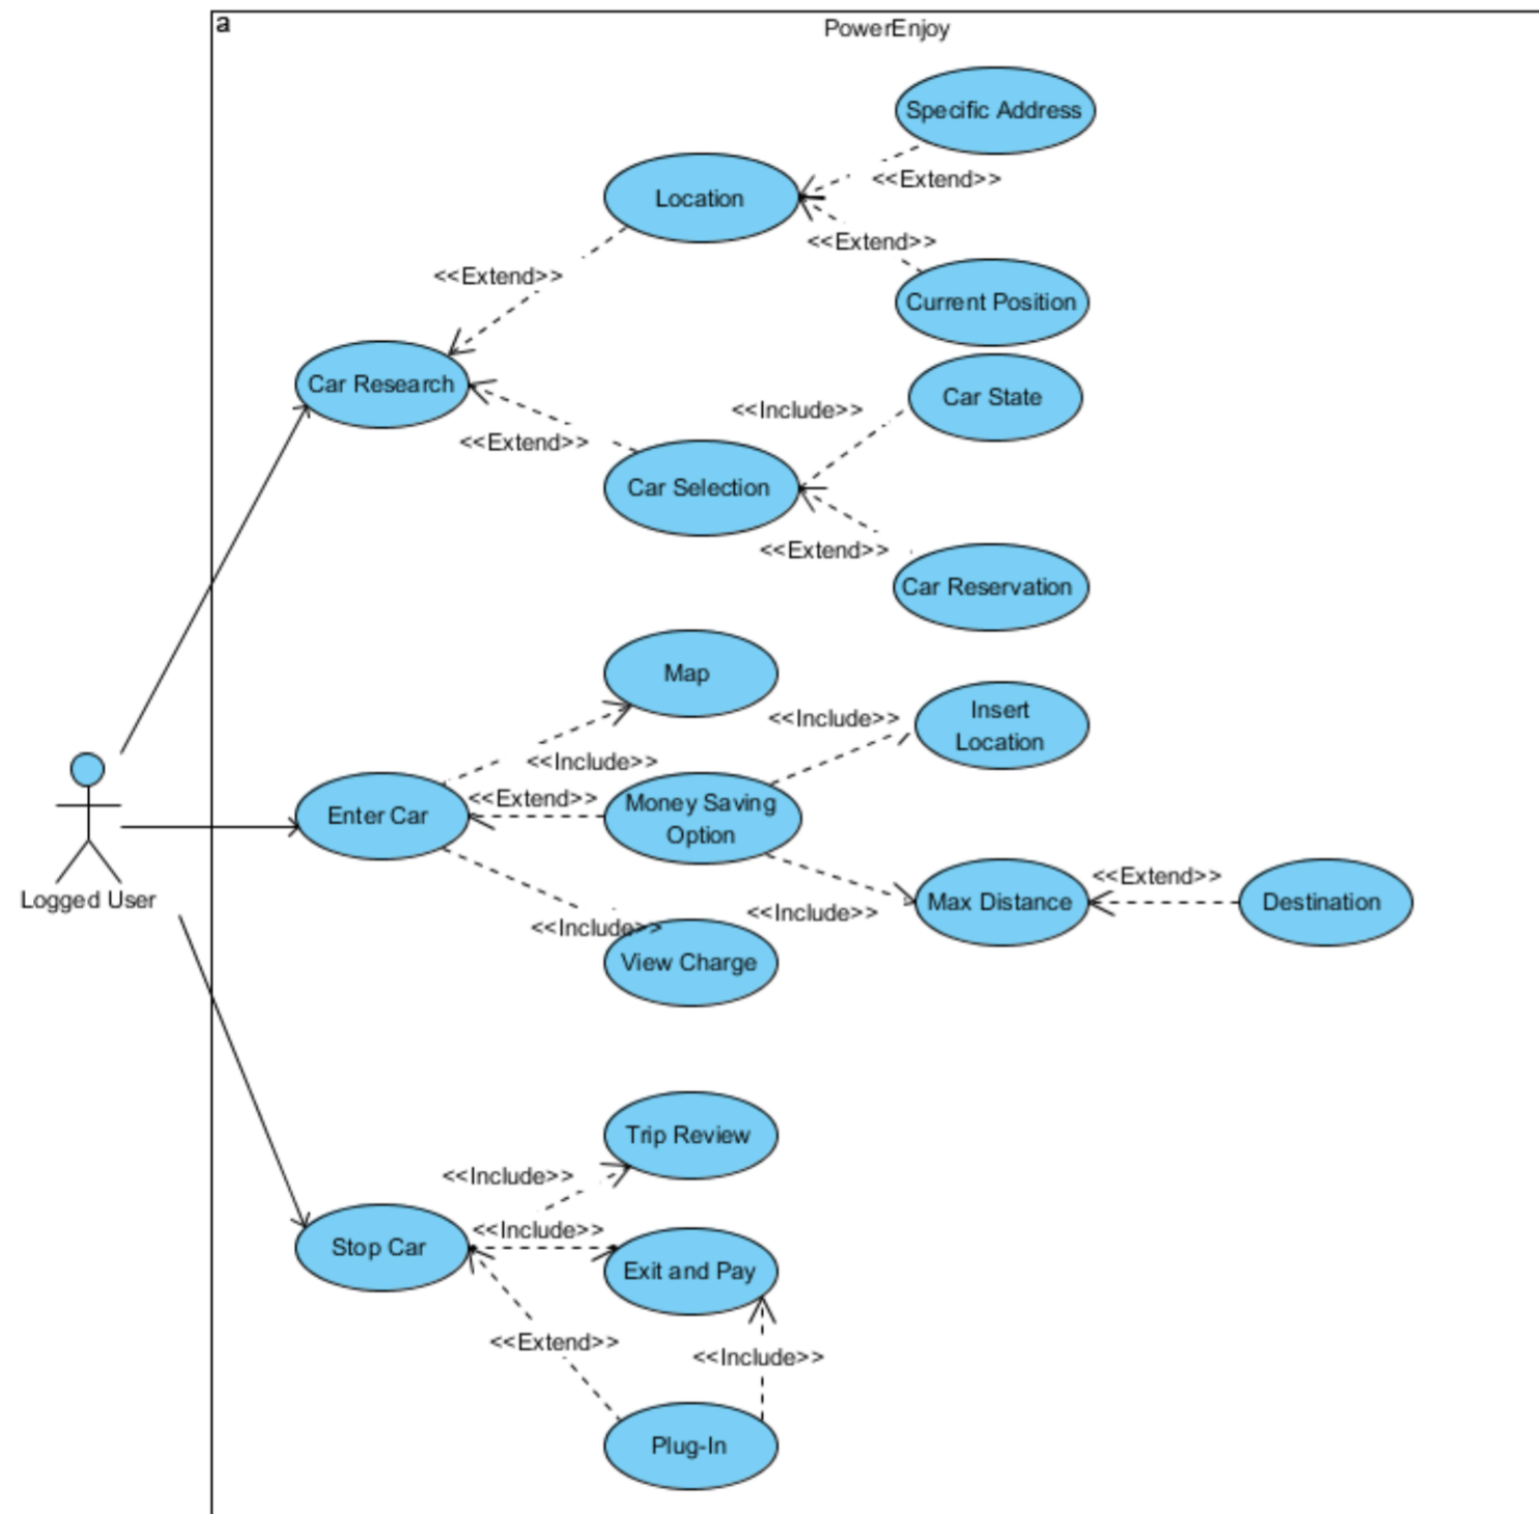 a
PowerEnjoy
Specific Address
<<Extend>>
Location
<<Extend>>
<<Extend>>
Current Position
Car Research
Car State
<<Include>>
<<Extend>>
Car Selection
<<Extend>>
Car Reservation
Map
Insert
Location
<<Include>>
<<Include>>
<<Extend>>
Enter Car
Money Saving
Option
<<Extend>>
Logged User
Max Distance
Destination
<<Include>>
<<Include>>
View Charge
Trip Review
<<Include>>
<<Include>>
Stop Car
Exit and Pay
<<Extend>>
<<Include>>
Plug-In